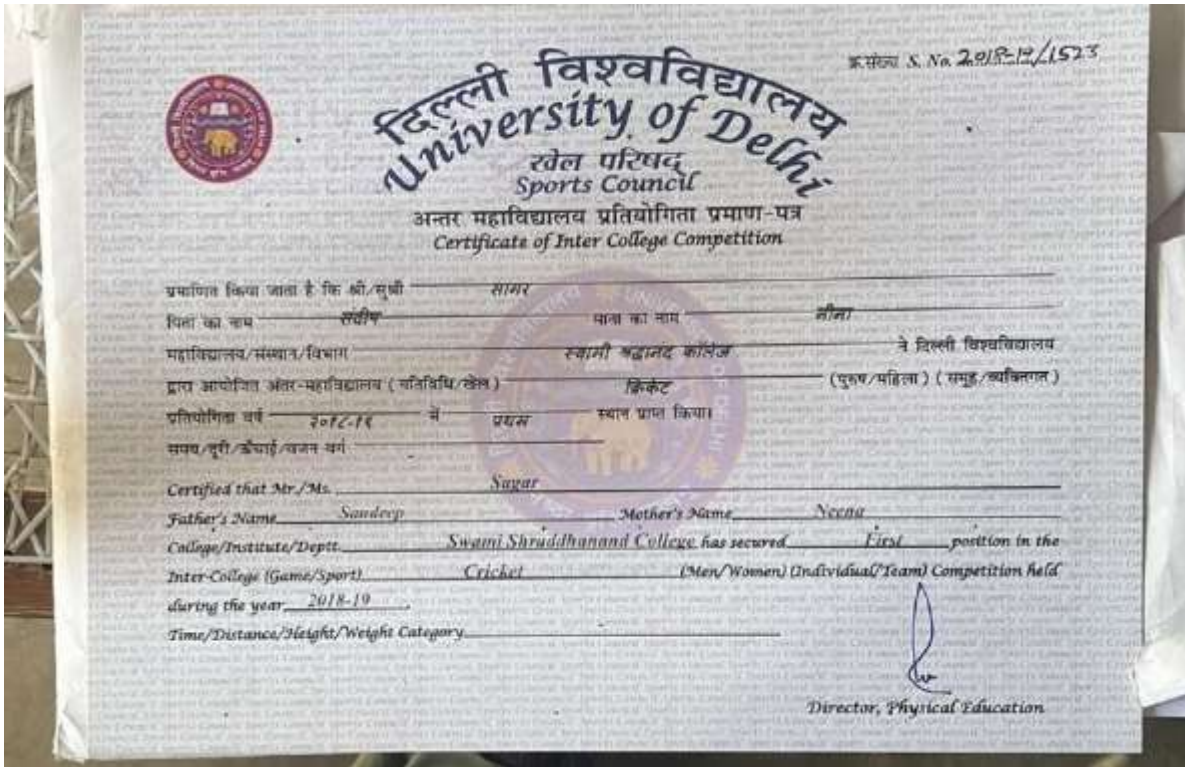 क्र.संख्या S. No. 2018-19/1523
दिल्ली विश्वविद्यालय
University of Delhi
खेल परिषद्
Sports Council
अन्तर महाविद्यालय प्रतियोगिता प्रमाण-पत्र
Certificate of Inter College Competition
प्रमाणित किया जाता है कि श्री/सुश्री सागर
पिता का नाम संदीप माता का नाम नीना
महाविद्यालय/संस्थान/विभाग स्वामी श्रद्धानंद कॉलेज ने दिल्ली विश्वविद्यालय
द्वारा आयोजित अंतर-महाविद्यालय (गतिविधि/खेल) क्रिकेट (पुरुष/महिला) (समूह/व्यक्तिगत)
प्रतियोगिता वर्ष २०१८-१९ में प्रथम स्थान प्राप्त किया।
समय/दूरी/ऊँचाई/वजन वर्ग
Certified that Mr./Ms. Sagar
Father's Name Sandeep Mother's Name Neena
College/Institute/Deptt. Swami Shraddhanand College has secured First position in the
Inter-College (Game/Sport) Cricket (Men/Women) (Individual/Team) Competition held
during the year 2018-19.
Time/Distance/Height/Weight Category
Director, Physical Education